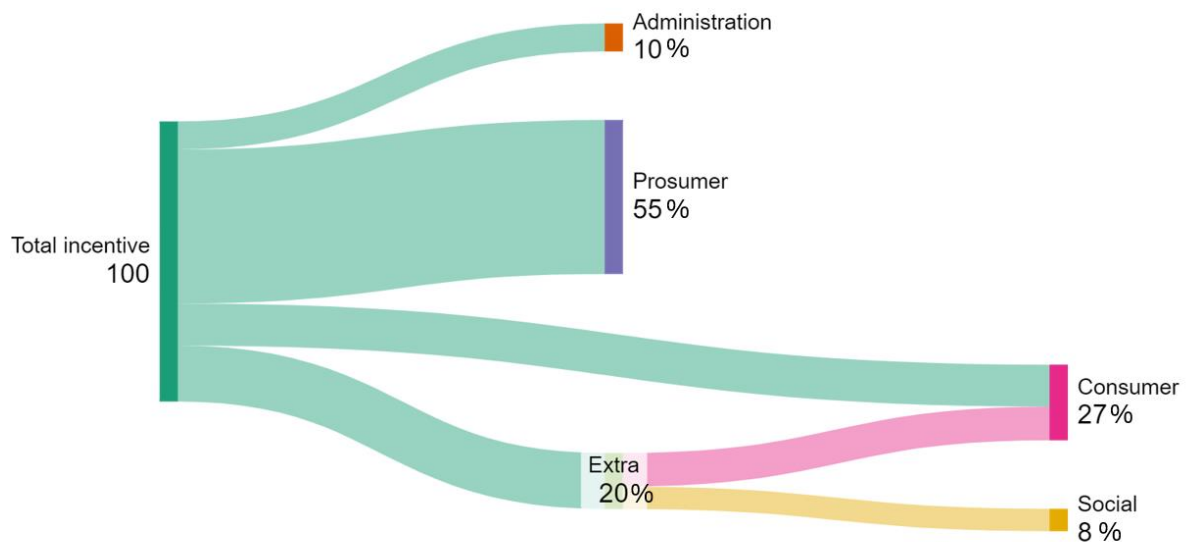 Administration
10 %
Prosumer
55 %
Total incentive
100
Consumer
27 %
Extra
20 %
Social
8 %